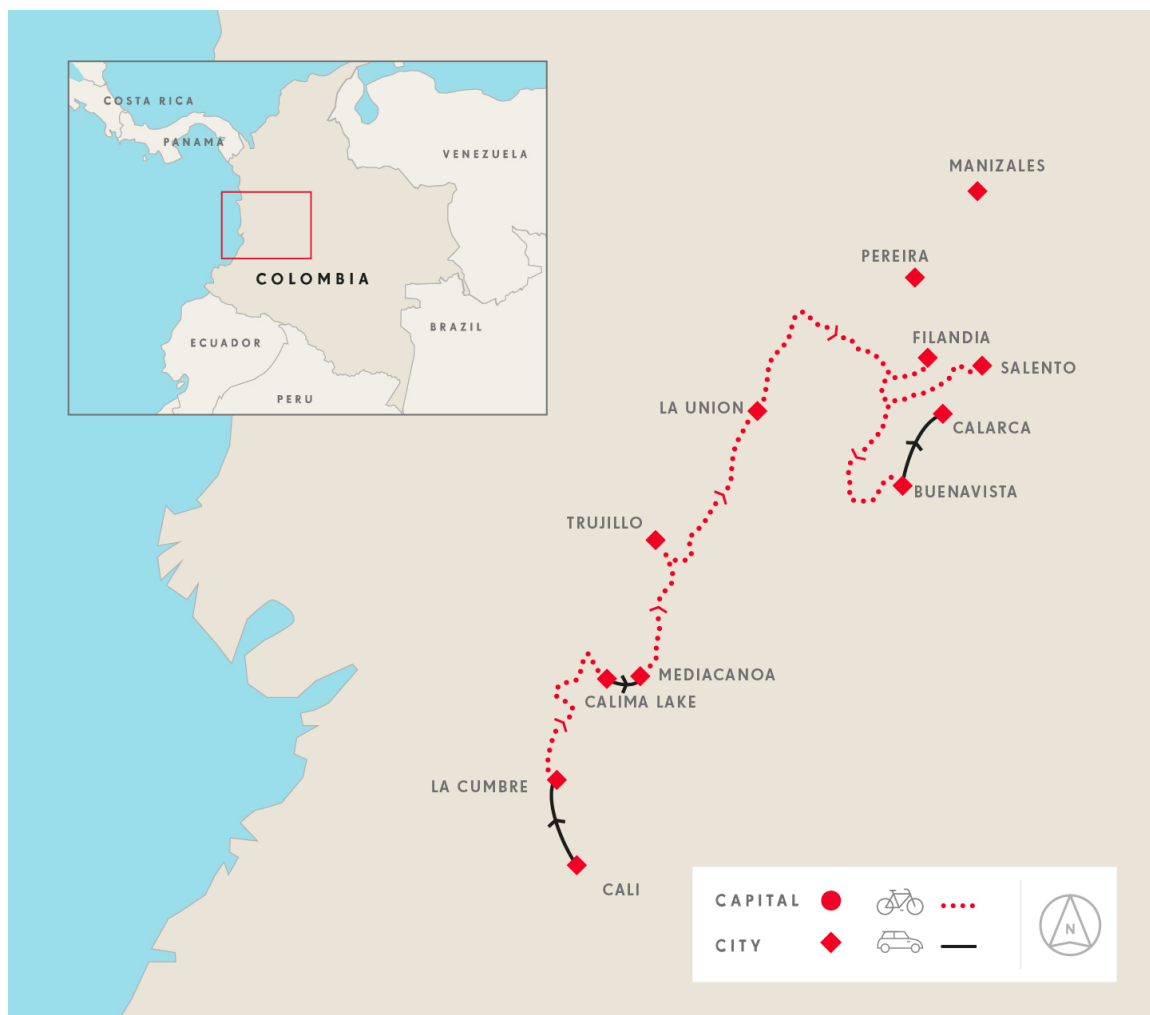 COSTA RICA
PANAMA
VENEZUELA
COLOMBIA
ECUADOR
BRAZIL
PERU
MANIZALES
PEREIRA
FILANDIA
SALENTO
LA UNION
CALARCA
BUENAVISTA
TRUJILLO
MEDIACANOA
CALIMA LAKE
LA CUMBRE
CALI
CAPITAL
CITY
N